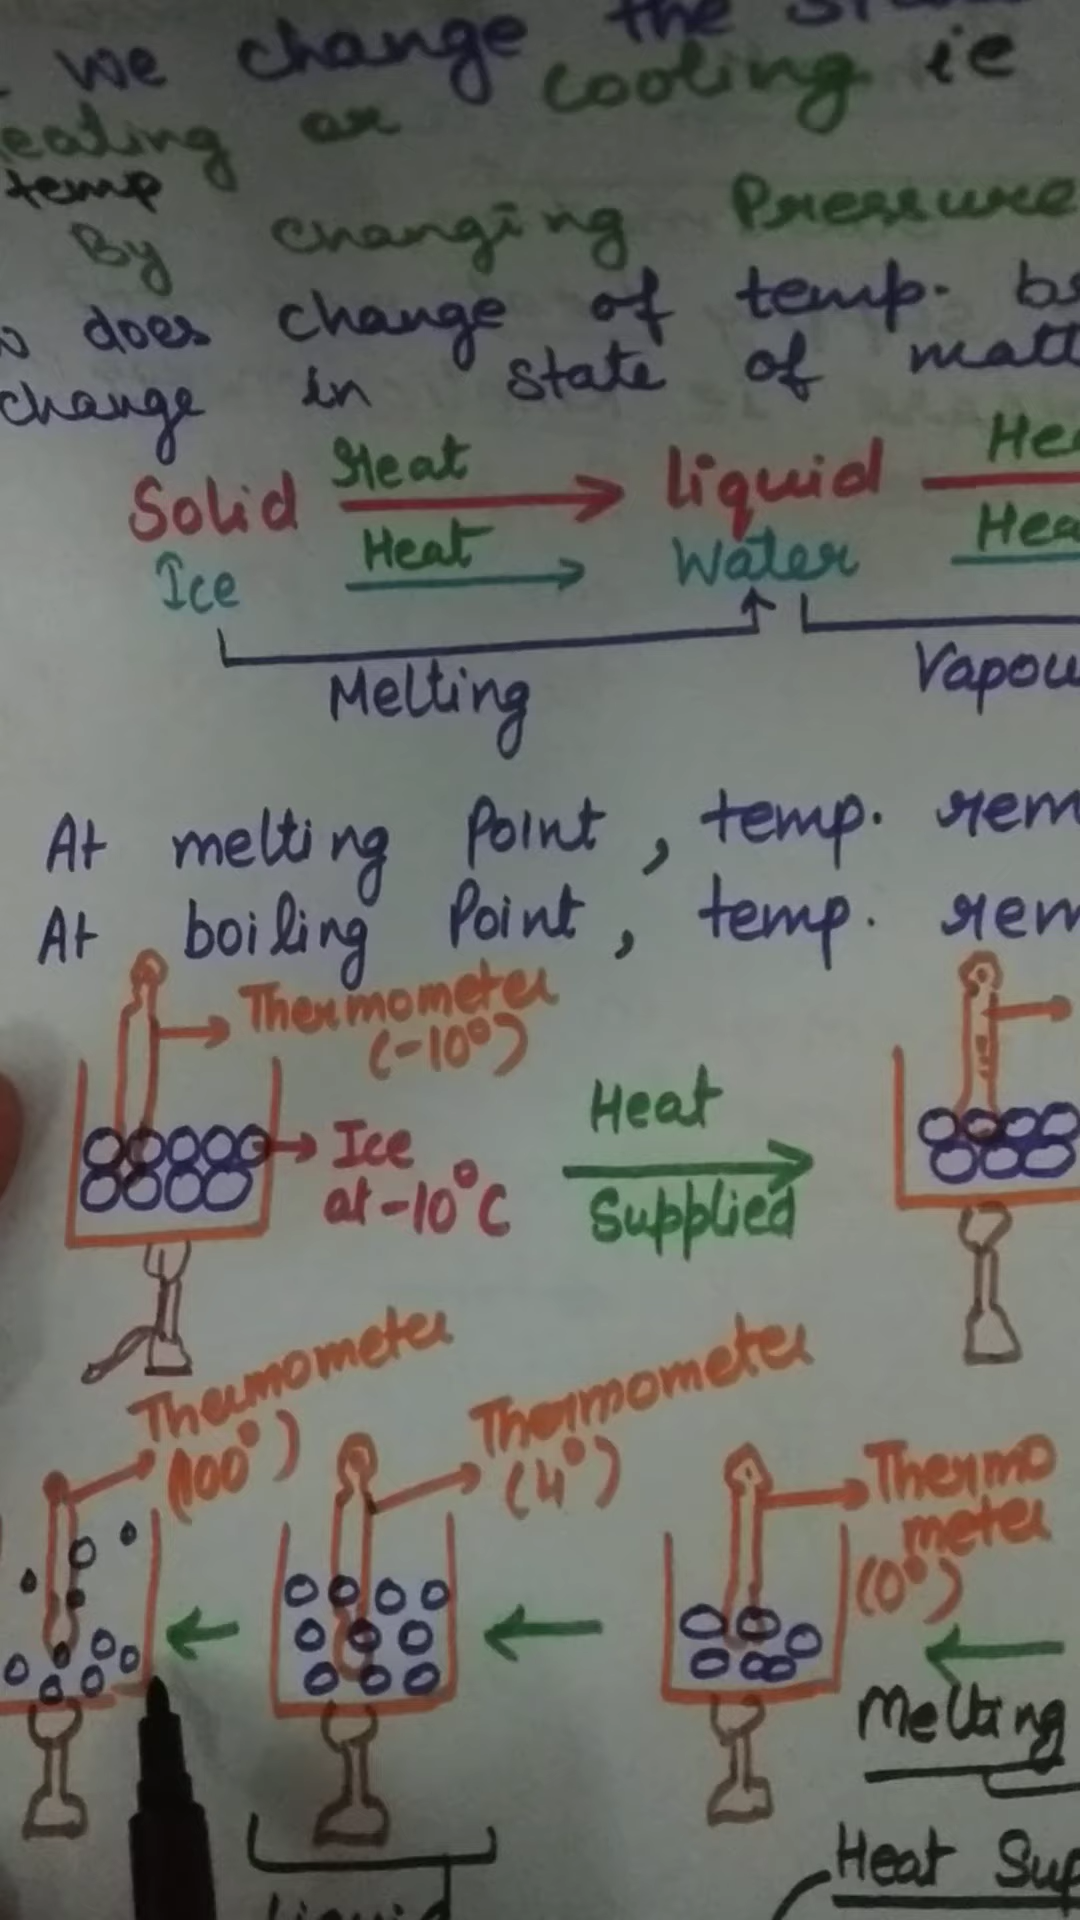 we change the
eating or cooling ie
temp
By changing Pressure
does change of temp.
change in state of matt
Solid Heat liquid Hea
Ice Heat Water Hea
Melting Vapou
At melting Point, temp. rem
At boiling Point, temp. rem
Thermometer
(-10°)
Ice
at -10°C
Heat
Supplied
Thermometer
(100°)
Thermometer
(4°)
Thermo
meter
(0°)
Melting
Heat Sup
Liquid